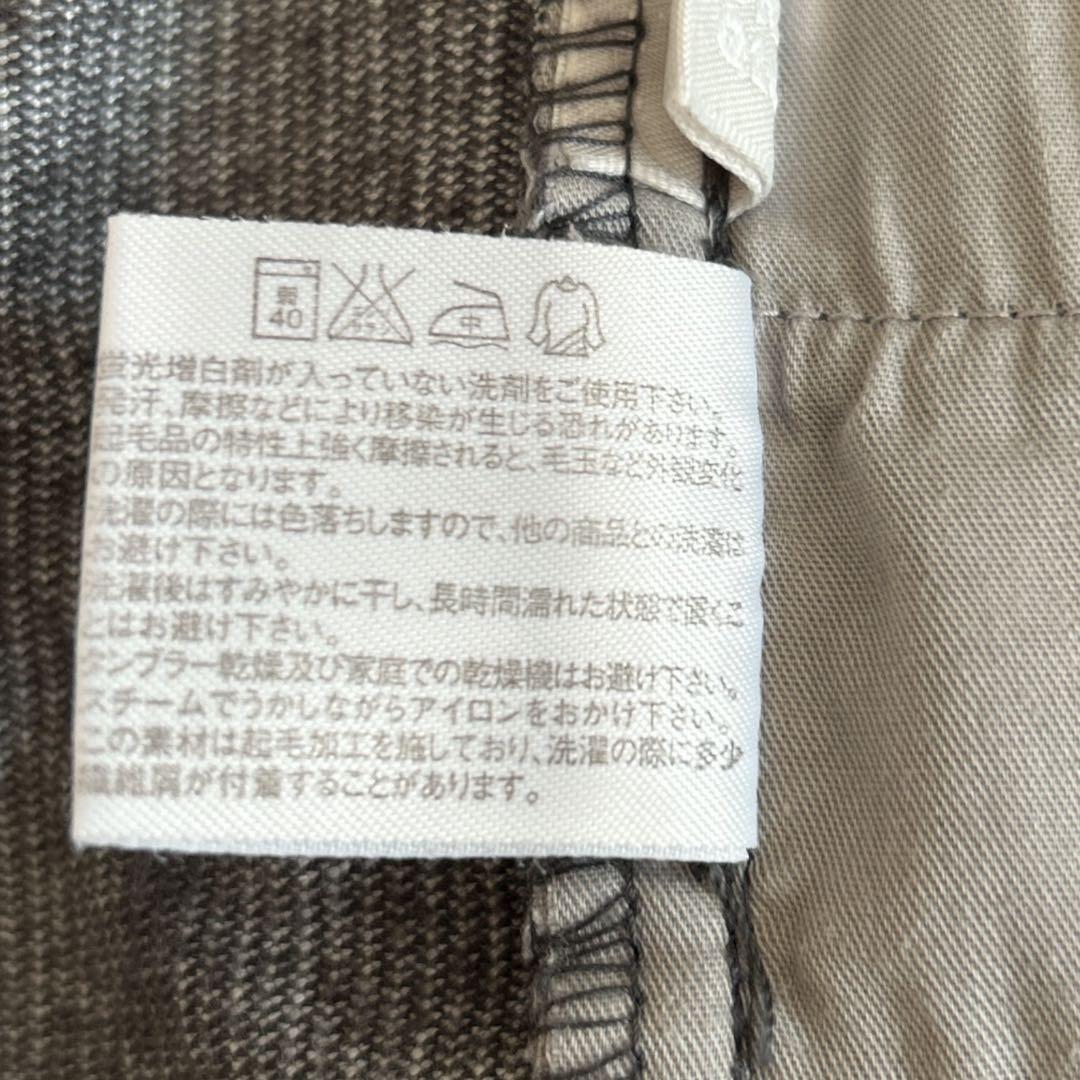 弱
40
エンソ
サラシ
中
蛍光増白剤が入っていない洗剤をご使用下さい。
汗、摩擦などにより移染が生じる恐れがあります。
起毛品の特性上強く摩擦されると、毛玉など外観変化
の原因となります。
洗濯の際には色落ちしますので、他の商品との洗濯は
お避け下さい。
洗濯後はすみやかに干し、長時間濡れた状態で置くこ
とはお避け下さい。
タンブラー乾燥及び家庭での乾燥機はお避け下さい。
スチームでうかしながらアイロンをおかけ下さい。
この素材は起毛加工を施しており、洗濯の際に多少
繊維屑が付着することがあります。